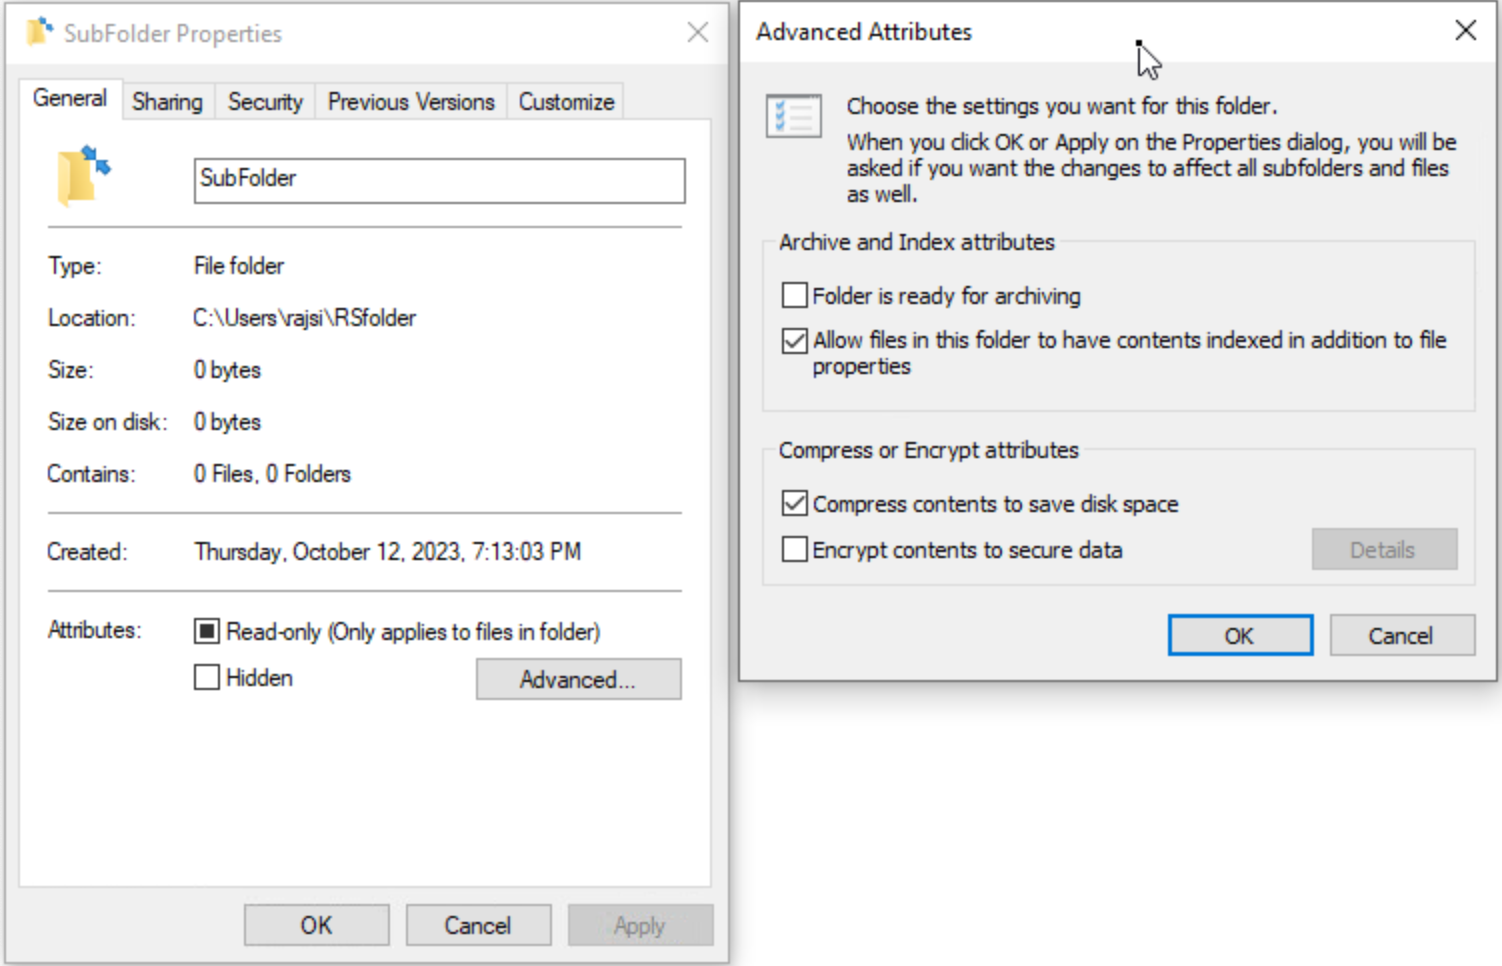 SubFolder Properties
General
Sharing
Security
Previous Versions
Customize
SubFolder
Type: File folder
Location: C:\Users\rajsi\RSfolder
Size: 0 bytes
Size on disk: 0 bytes
Contains: 0 Files, 0 Folders
Created: Thursday, October 12, 2023, 7:13:03 PM
Attributes: Read-only (Only applies to files in folder)
Hidden
Advanced...
OK
Cancel
Apply
Advanced Attributes
Choose the settings you want for this folder.
When you click OK or Apply on the Properties dialog, you will be
asked if you want the changes to affect all subfolders and files
as well.
Archive and Index attributes
Folder is ready for archiving
Allow files in this folder to have contents indexed in addition to file
properties
Compress or Encrypt attributes
Compress contents to save disk space
Encrypt contents to secure data
Details
OK
Cancel